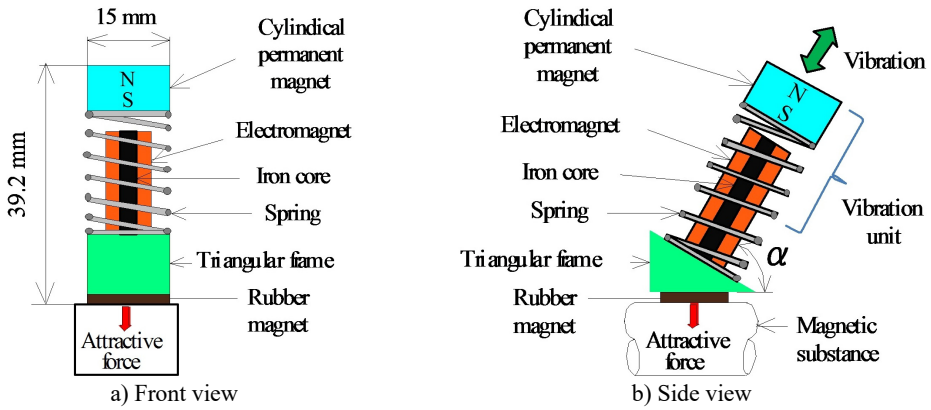 15 mm
Cylindical
permanent
magnet
N
S
Electromagnet
Iron core
Spring
39.2 mm
Triangular frame
Rubber
magnet
Attractive
force
a) Front view
Cylindical
permanent
magnet
Vibration
N
S
Electromagnet
Iron core
Spring
Vibration
unit
α
Triangular frame
Rubber
magnet
Magnetic
substance
Attractive
force
b) Side view